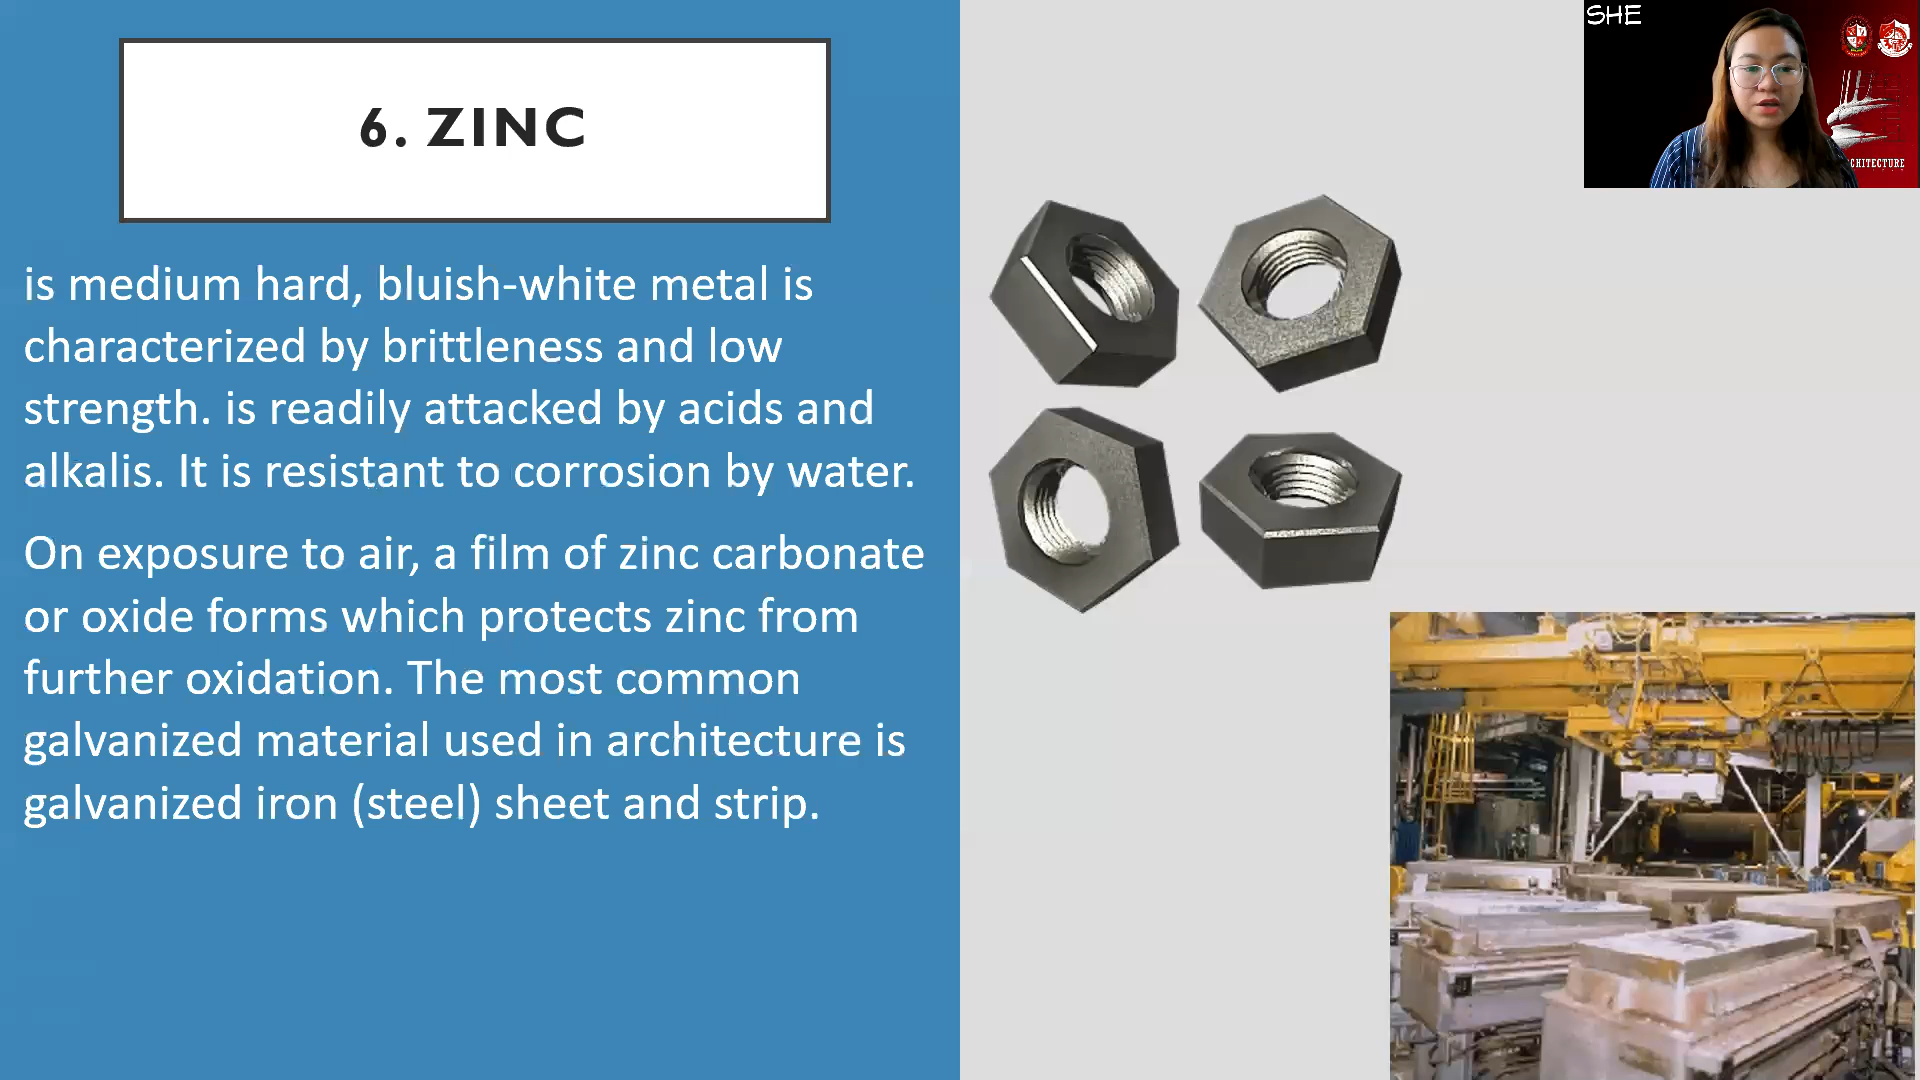 6. ZINC
is medium hard, bluish-white metal is
characterized by brittleness and low
strength. is readily attacked by acids and
alkalis. It is resistant to corrosion by water.
On exposure to air, a film of zinc carbonate
or oxide forms which protects zinc from
further oxidation. The most common
galvanized material used in architecture is
galvanized iron (steel) sheet and strip.
SHE
CHITECTURE